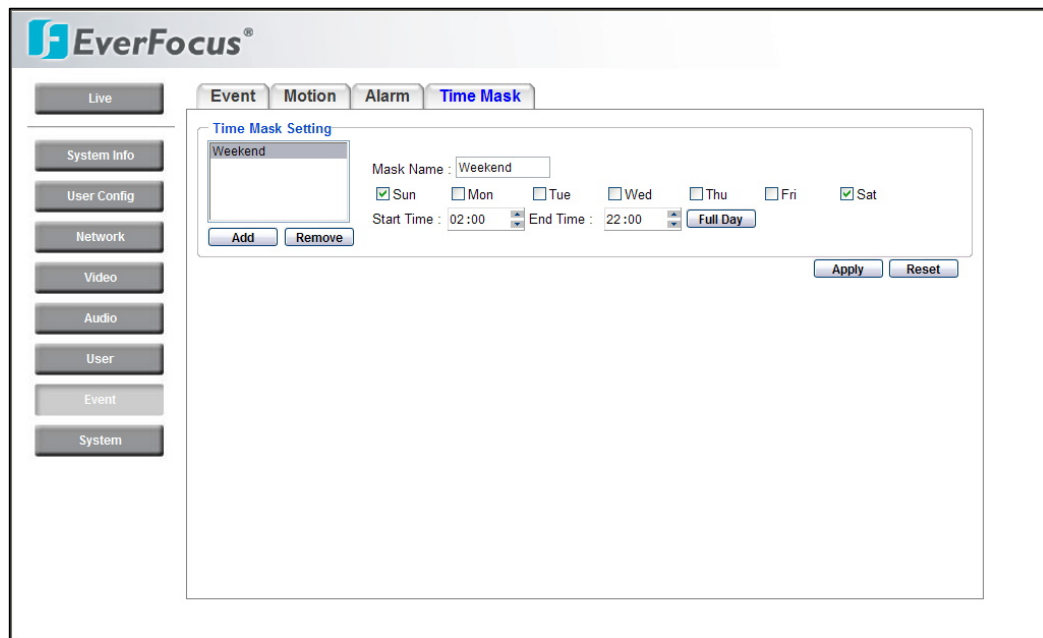 EverFocus®
Live
System Info
User Config
Network
Video
Audio
User
Event
System
Event Motion Alarm Time Mask
Time Mask Setting
Weekend
Add Remove
Mask Name : Weekend
Sun Mon Tue Wed Thu Fri Sat
Start Time : 02:00 End Time : 22:00 Full Day
Apply Reset